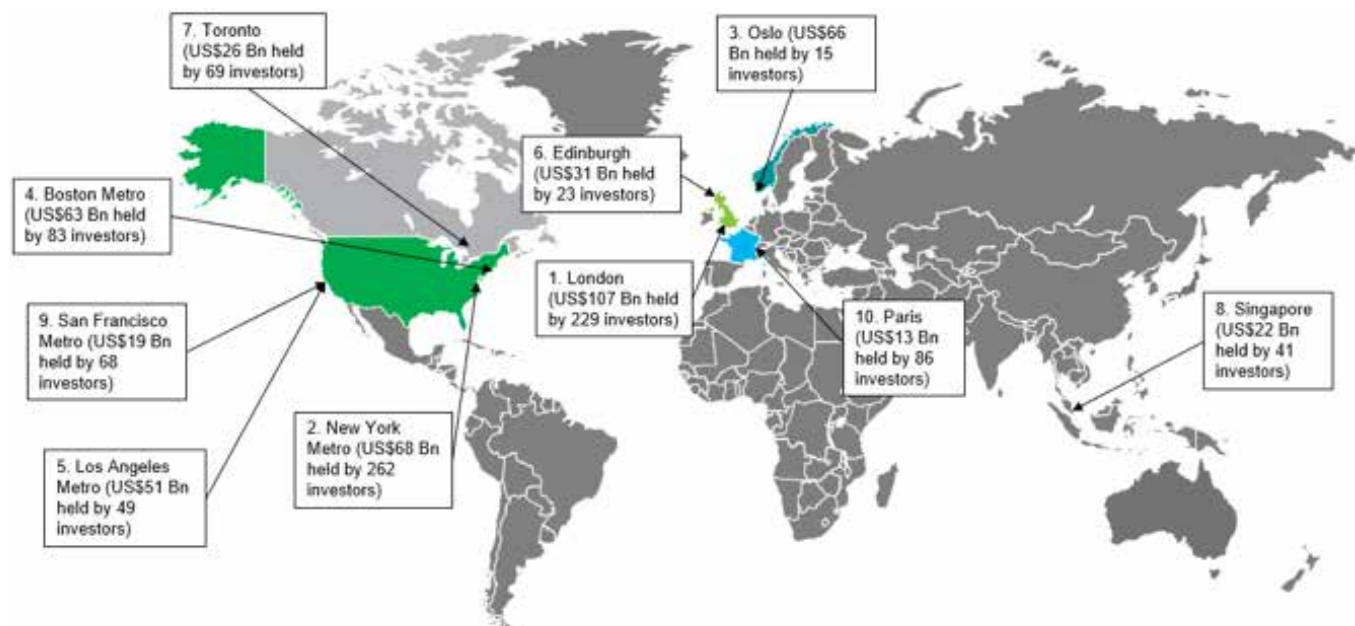 7. Toronto
(US$26 Bn held
by 69 investors)
3. Oslo (US$66
Bn held by 15
investors)
6. Edinburgh
(US$31 Bn held
by 23 investors)
4. Boston Metro
(US$63 Bn held
by 83 investors)
1. London
(US$107 Bn held
by 229 investors)
10. Paris
(US$13 Bn
held by 86
investors)
8. Singapore
(US$22 Bn
held by 41
investors)
9. San Francisco
Metro (US$19 Bn
held by 68
investors)
2. New York
Metro (US$68 Bn
held by 262
investors)
5. Los Angeles
Metro (US$51 Bn
held by 49
investors)